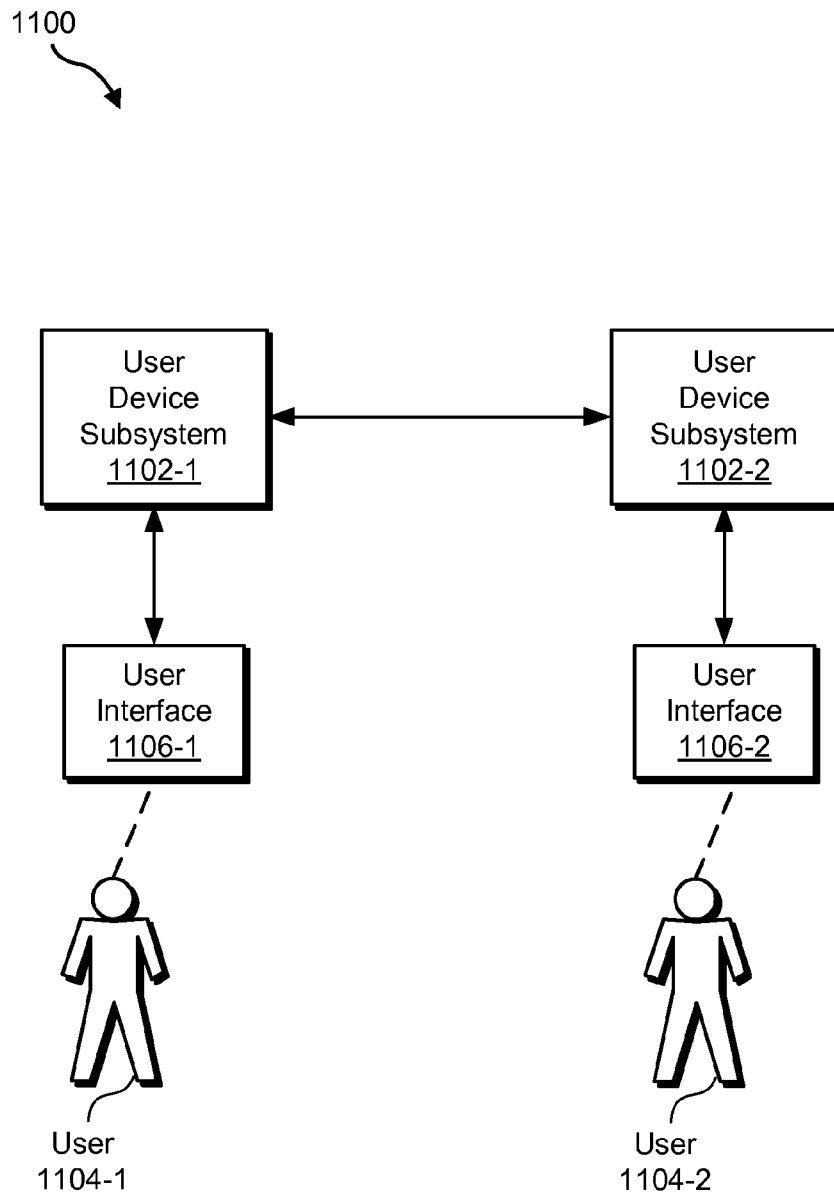 1100
User
Device
Subsystem
1102-1
User
Device
Subsystem
1102-2
User
Interface
1106-1
User
Interface
1106-2
User
1104-1
User
1104-2